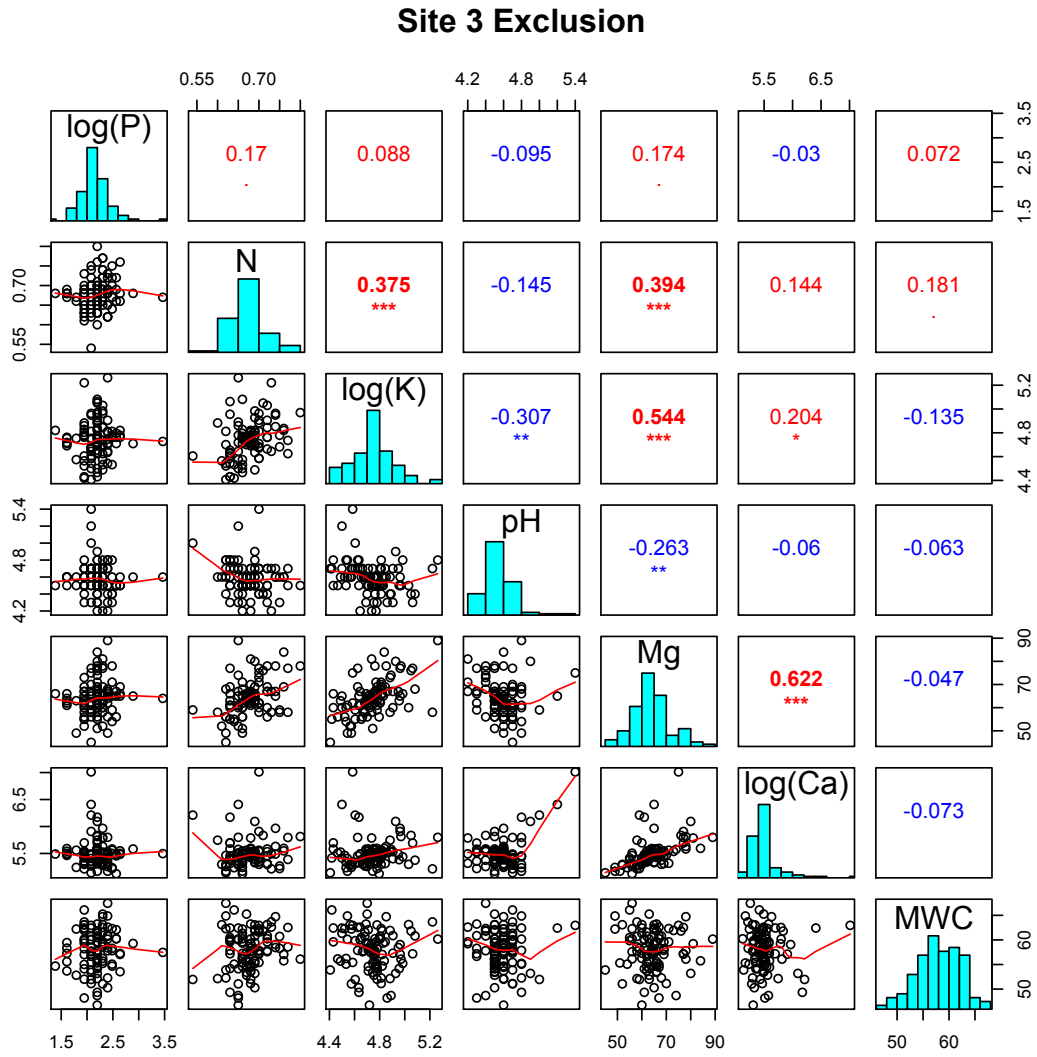 Site 3 Exclusion
0.55 0.70 4.2 4.8 5.4 5.5 6.5
log(P) 0.17 0.088 -0.095 0.174 -0.03 0.072 1.5 2.5 3.5
. .
0.55 0.70 N 0.375 -0.145 0.394 0.144 0.181
*** *** .
log(K) -0.307 0.544 0.204 -0.135 4.4 4.8 5.2
** *** *
4.2 4.8 5.4 pH -0.263 -0.06 -0.063
**
Mg 0.622 -0.047 50 70 90
***
5.5 6.5 log(Ca) -0.073
MWC 50 60
1.5 2.5 3.5 4.4 4.8 5.2 50 70 90 50 60